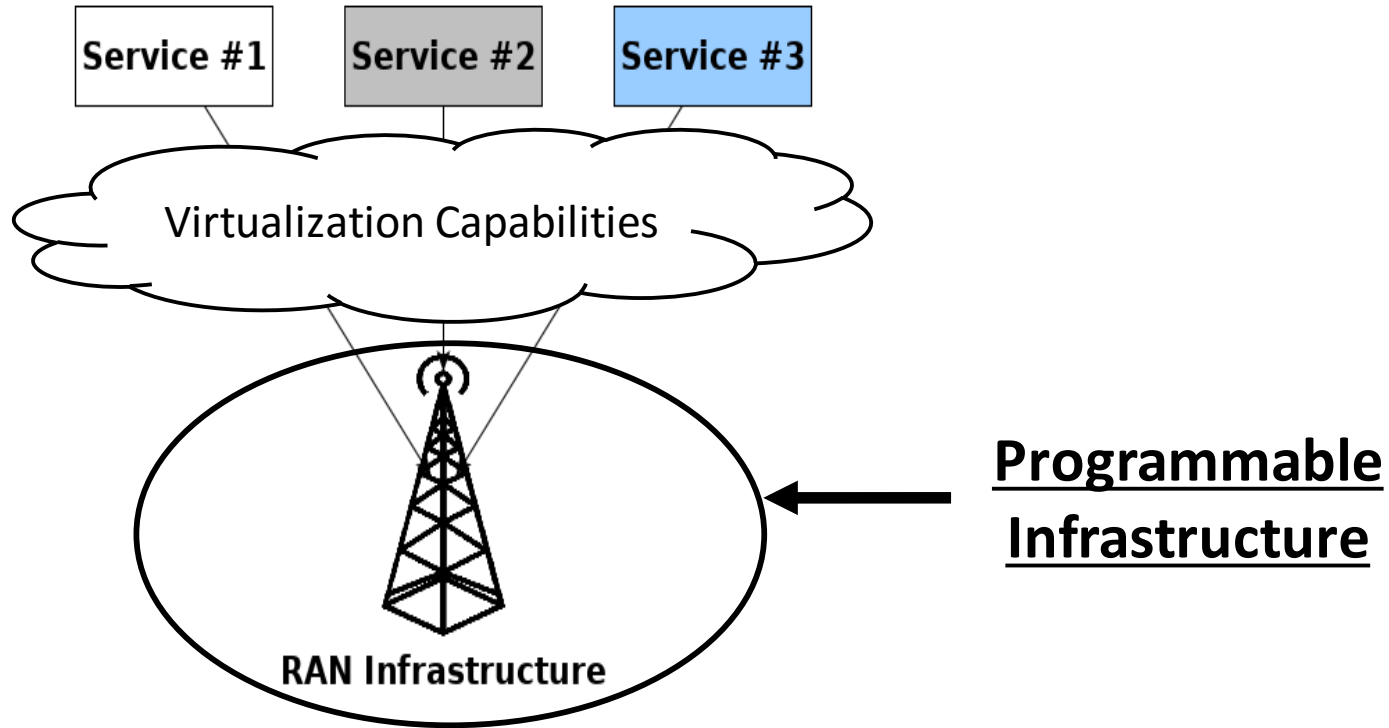 Service #1
Service #2
Service #3
Virtualization Capabilities
Programmable
Infrastructure
RAN Infrastructure